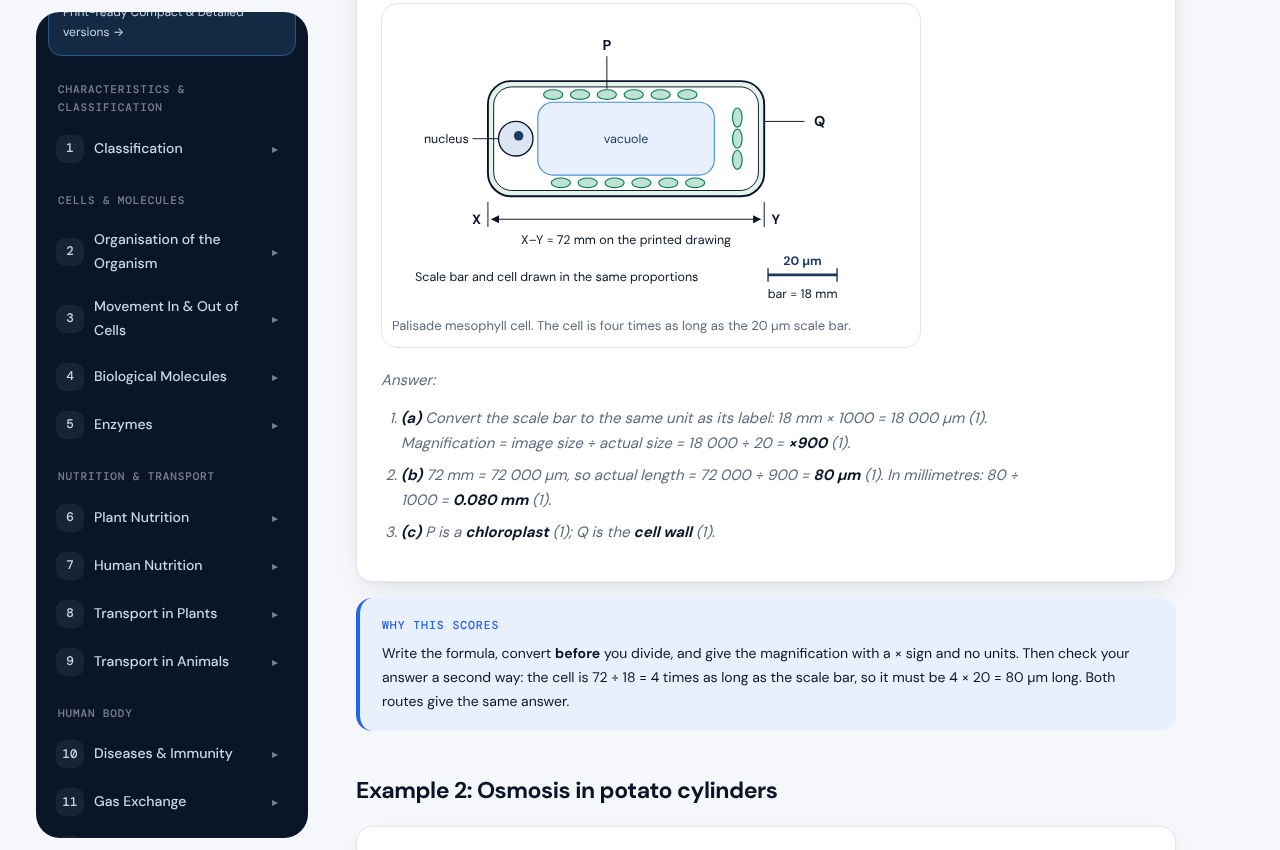 Print-ready Compact & Detailed
versions →
CHARACTERISTICS &
CLASSIFICATION
1 Classification ▸
CELLS & MOLECULES
2 Organisation of the
Organism ▸
3 Movement In & Out of
Cells ▸
4 Biological Molecules ▸
5 Enzymes ▸
NUTRITION & TRANSPORT
6 Plant Nutrition ▸
7 Human Nutrition ▸
8 Transport in Plants ▸
9 Transport in Animals ▸
HUMAN BODY
10 Diseases & Immunity ▸
11 Gas Exchange ▸
P
Q
nucleus
vacuole
X
Y
X–Y = 72 mm on the printed drawing
20 µm
Scale bar and cell drawn in the same proportions
bar = 18 mm
Palisade mesophyll cell. The cell is four times as long as the 20 µm scale bar.
Answer:
1. (a) Convert the scale bar to the same unit as its label: 18 mm × 1000 = 18 000 µm (1).
Magnification = image size ÷ actual size = 18 000 ÷ 20 = ×900 (1).
2. (b) 72 mm = 72 000 µm, so actual length = 72 000 ÷ 900 = 80 µm (1). In millimetres: 80 ÷
1000 = 0.080 mm (1).
3. (c) P is a chloroplast (1); Q is the cell wall (1).
WHY THIS SCORES
Write the formula, convert before you divide, and give the magnification with a × sign and no units. Then check your
answer a second way: the cell is 72 ÷ 18 = 4 times as long as the scale bar, so it must be 4 × 20 = 80 µm long. Both
routes give the same answer.
Example 2: Osmosis in potato cylinders